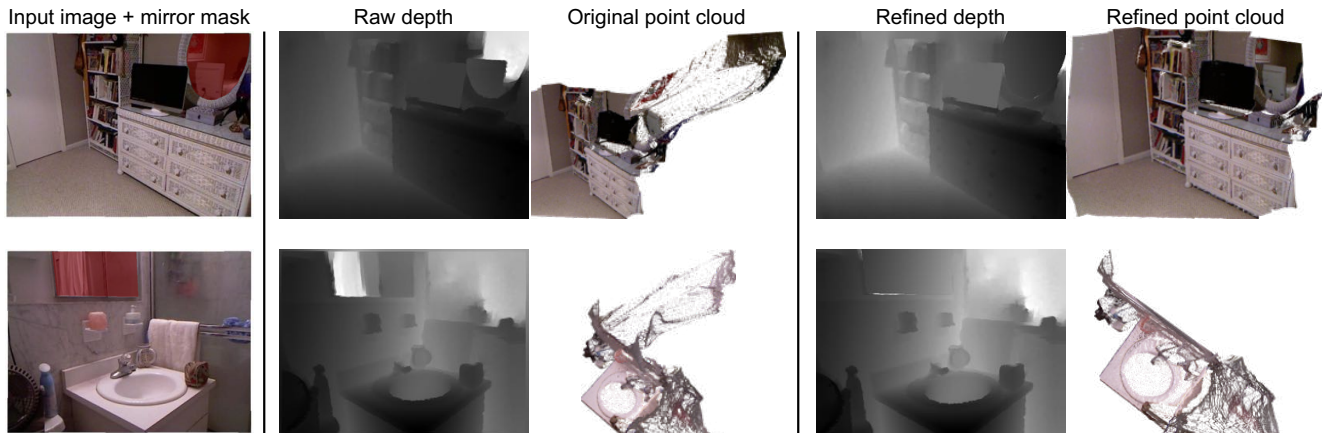 Input image + mirror mask
Raw depth
Original point cloud
Refined depth
Refined point cloud